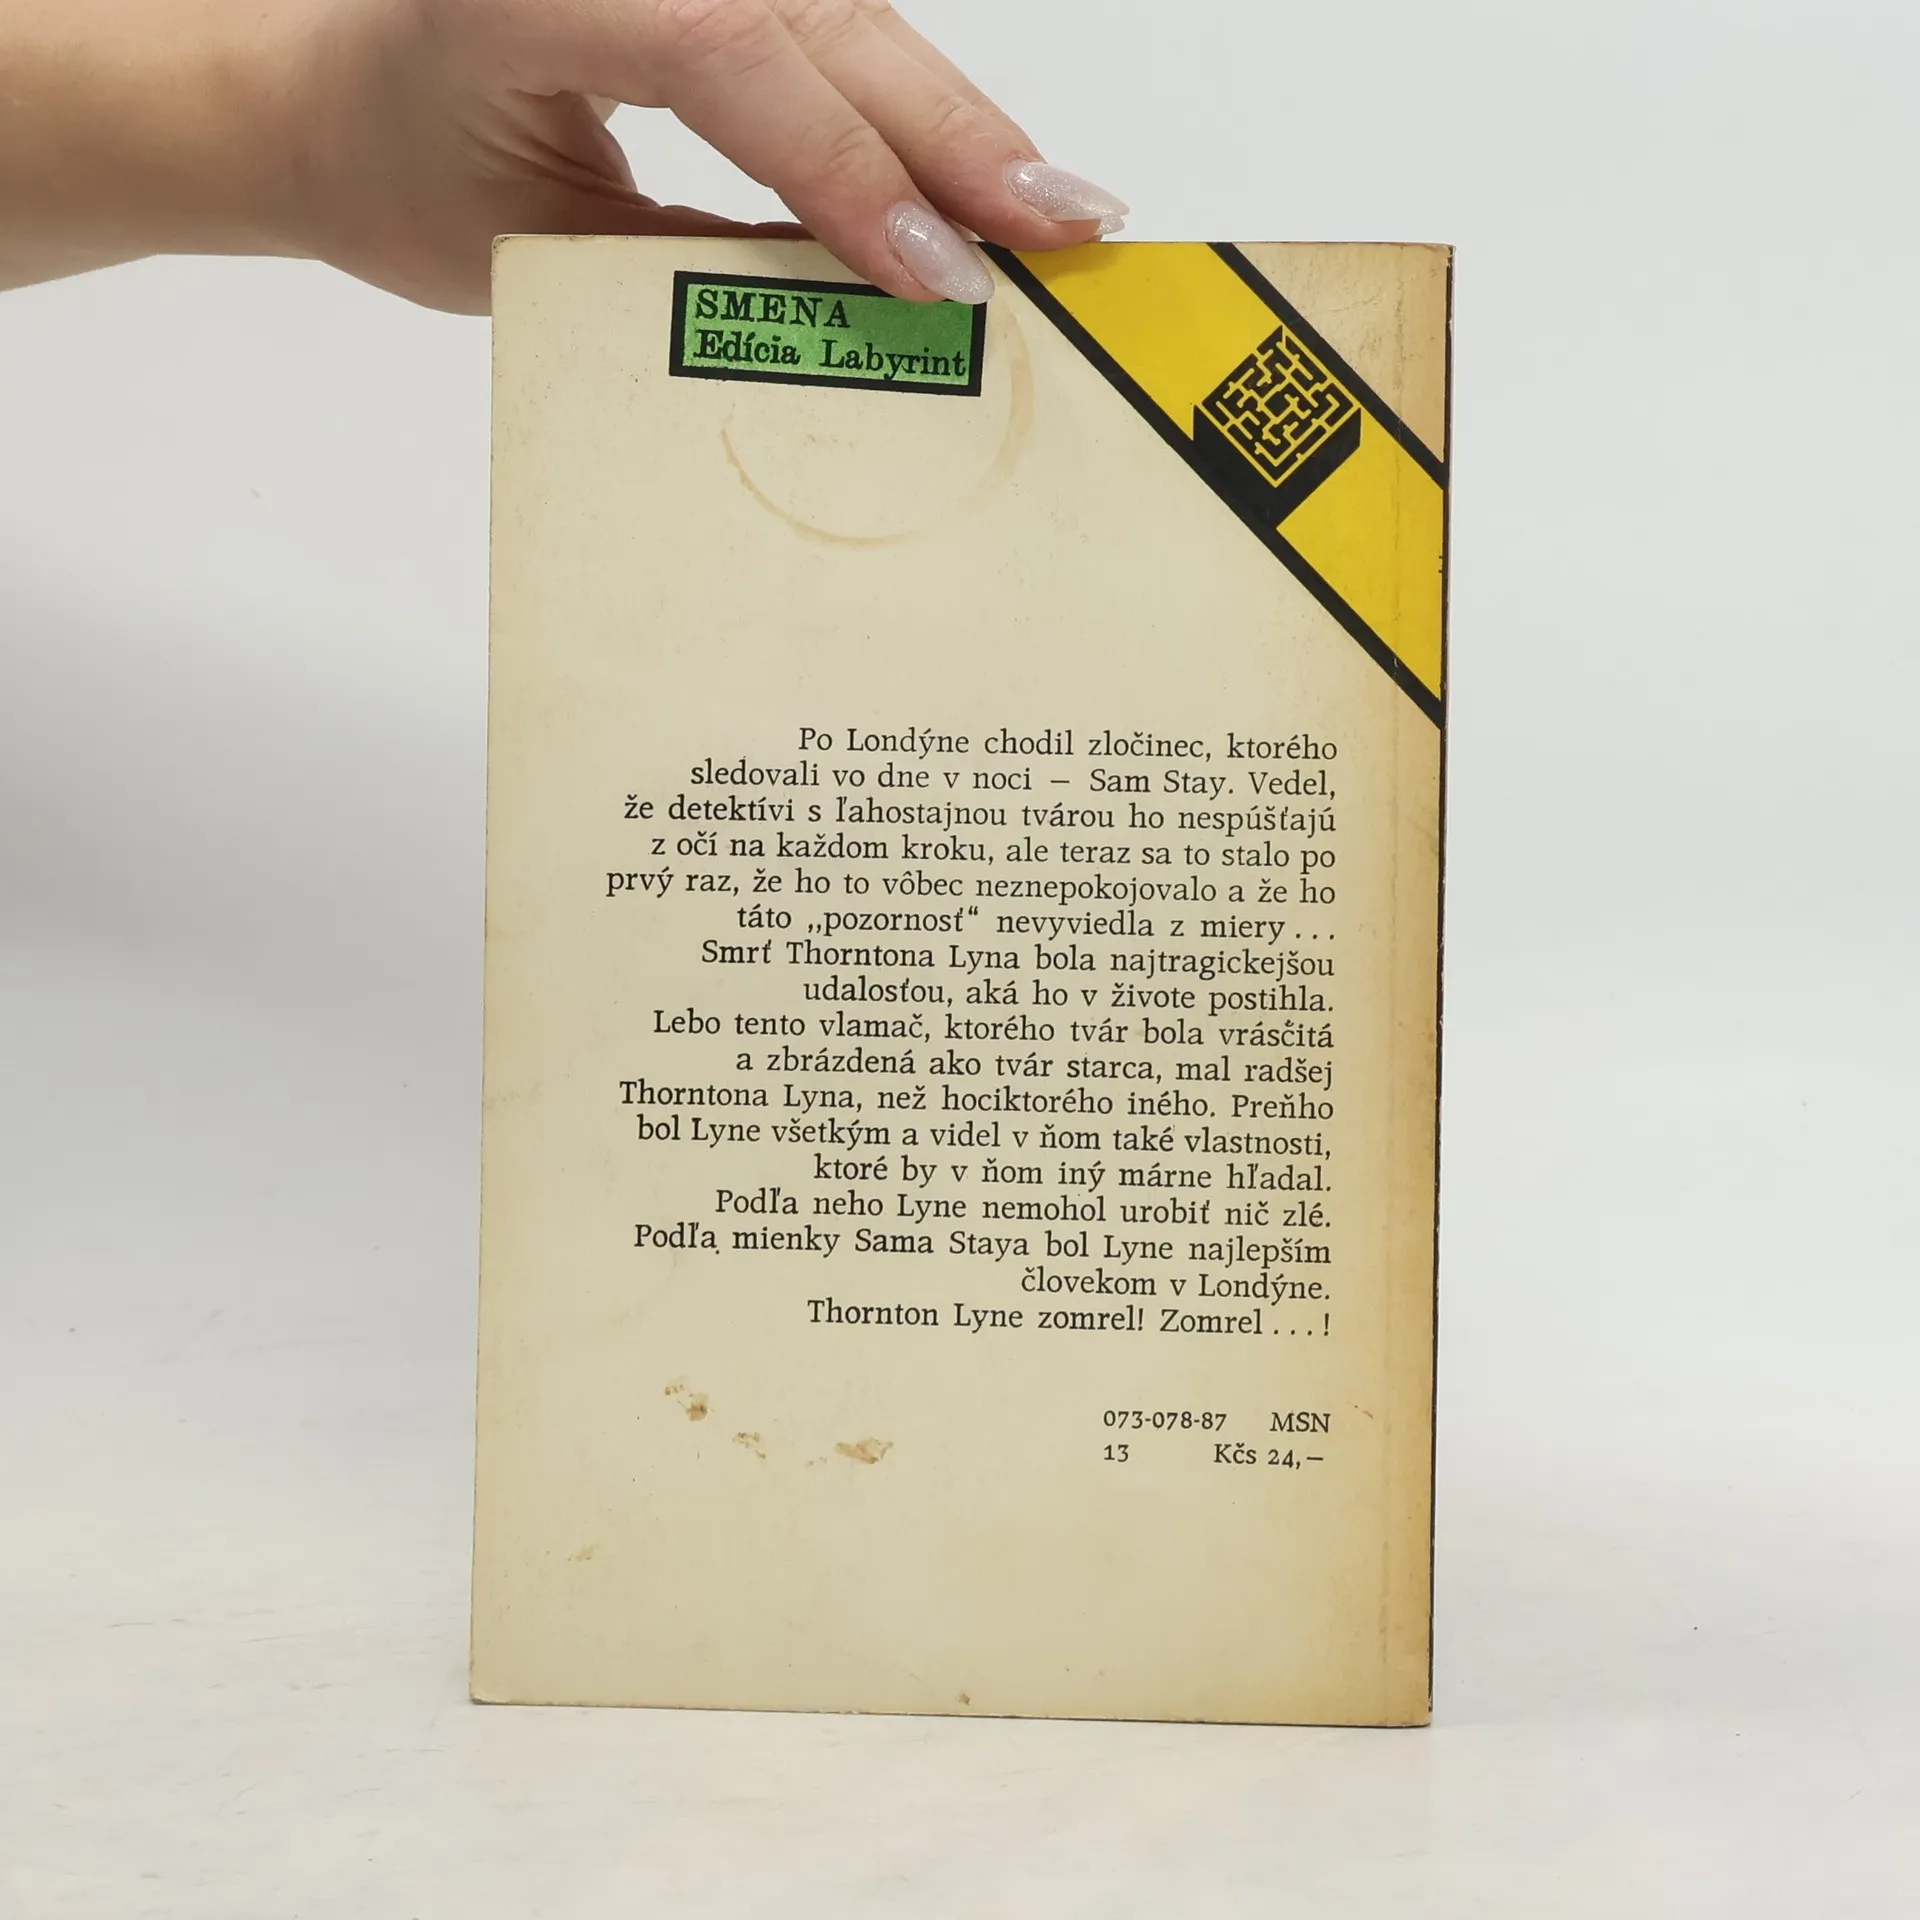 SMENA
Edícia Labyrint
Po Londýne chodil zločinec, ktorého
sledovali vo dne v noci – Sam Stay. Vedel,
že detektívi s ľahostajnou tvárou ho nespúšťajú
z očí na každom kroku, ale teraz sa to stalo po
prvý raz, že ho to vôbec neznepokojovalo a že ho
táto „pozornosť“ nevyviedla z miery...
Smrť Thorntona Lyna bola najtragickejšou
udalosťou, aká ho v živote postihla.
Lebo tento vlamač, ktorého tvár bola vrásčitá
a zbrázdená ako tvár starca, mal radšej
Thorntona Lyna, než hociktorého iného. Preňho
bol Lyne všetkým a videl v ňom také vlastnosti,
ktoré by v ňom iný márne hľadal.
Podľa neho Lyne nemohol urobiť nič zlé.
Podľa mienky Sama Staya bol Lyne najlepším
človekom v Londýne.
Thornton Lyne zomrel! Zomrel...!
073-078-87 MSN
13 Kčs 24,–